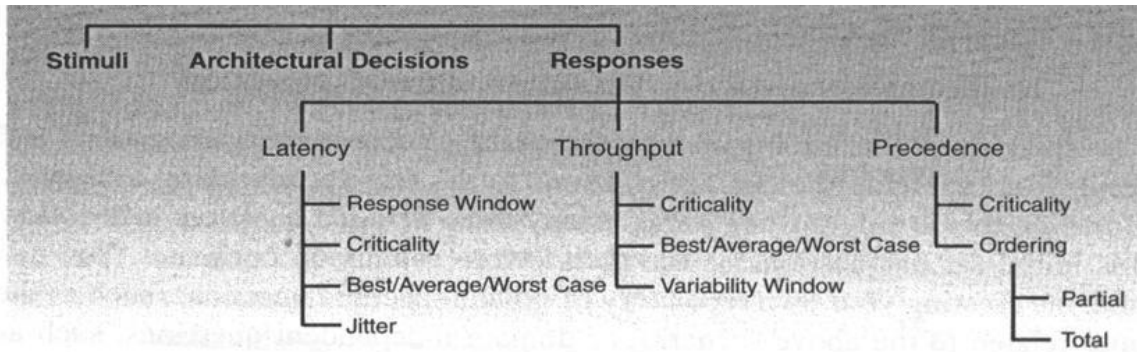 Stimuli Architectural Decisions Responses
Latency Throughput Precedence
Response Window Criticality Criticality
Criticality Best/Average/Worst Case Ordering
Best/Average/Worst Case Variability Window Partial
Jitter Total